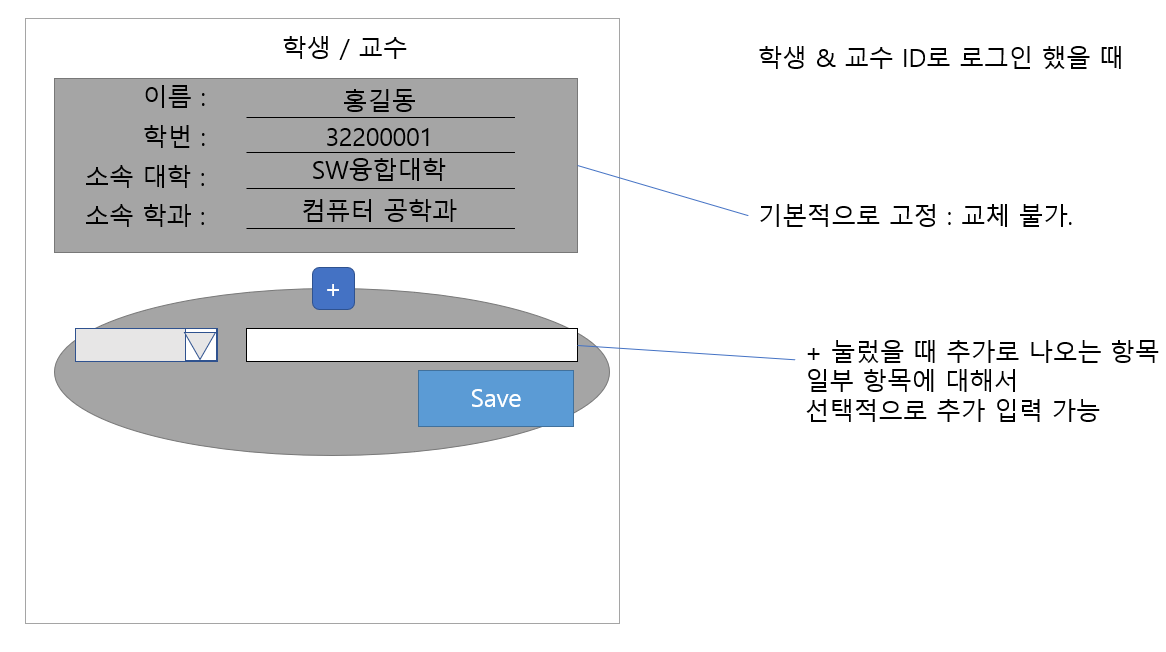 학생 / 교수
학생 & 교수 ID로 로그인 했을 때
이름 : 홍길동
학번 : 32200001
소속 대학 : SW융합대학
소속 학과 : 컴퓨터 공학과
기본적으로 고정 : 교체 불가.
+
+ 눌렀을 때 추가로 나오는 항목
일부 항목에 대해서
선택적으로 추가 입력 가능
Save